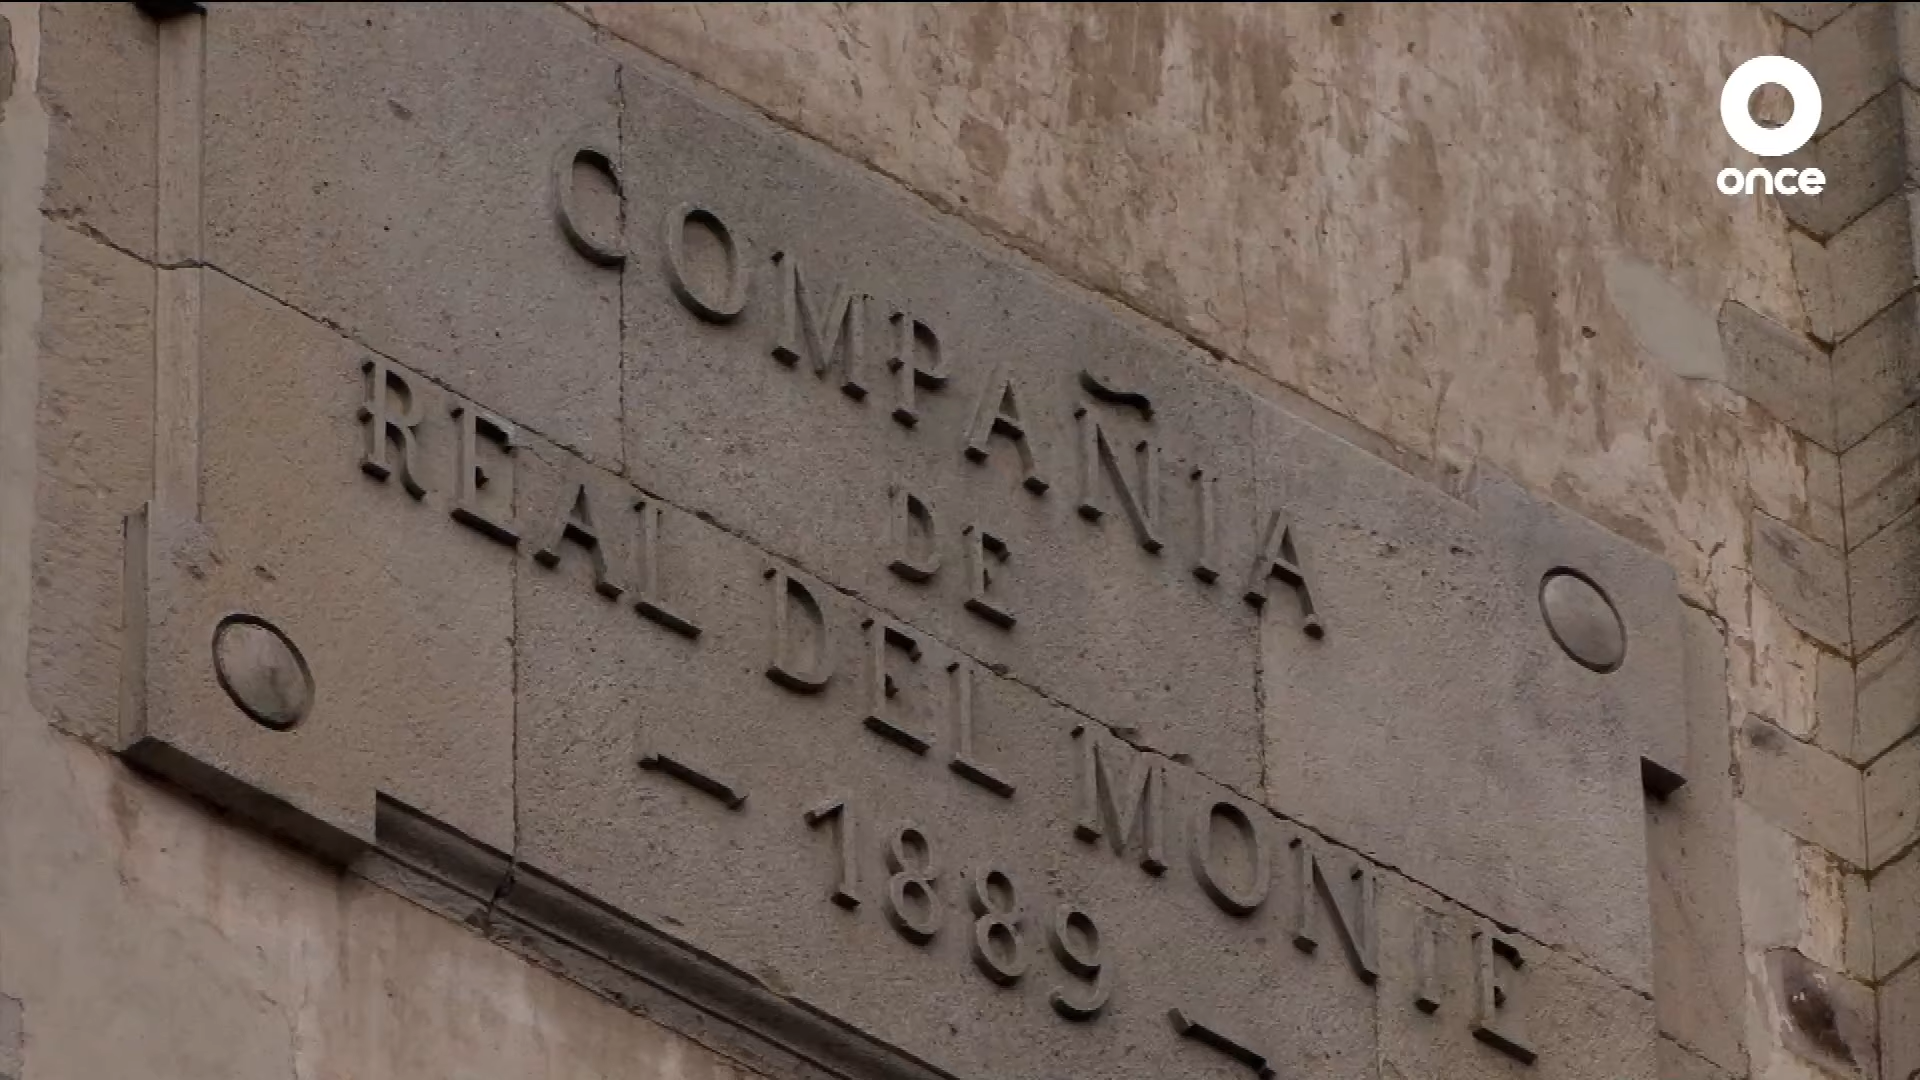 COMPAÑIA
DE
REAL DEL MONTE
— 1889 —
once